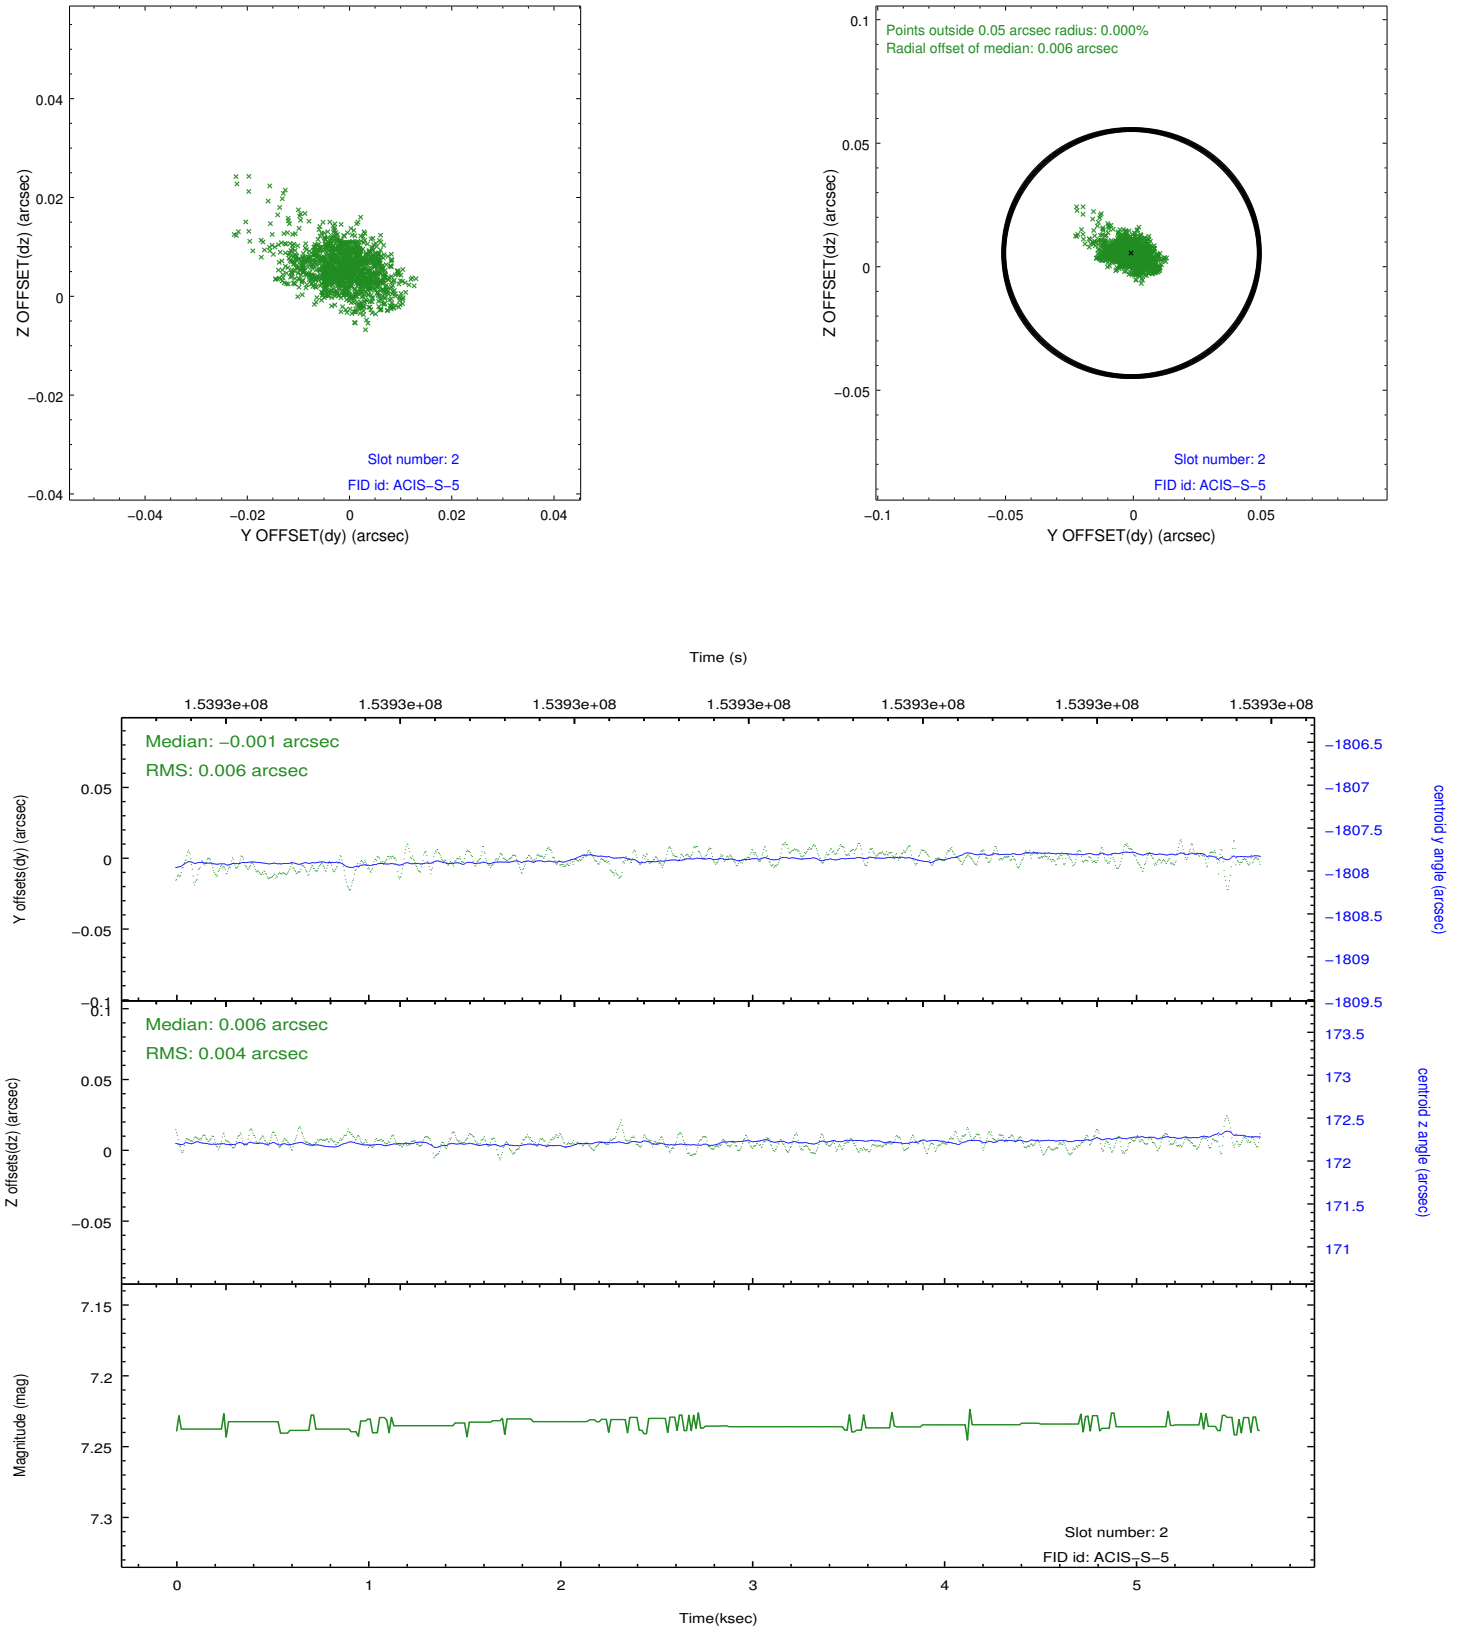 0.04
0.02
0
−0.02
−0.04
Z OFFSET(dz) (arcsec)
Slot number: 2
FID id: ACIS−S−5
−0.04 −0.02 0 0.02 0.04
Y OFFSET(dy) (arcsec)
Points outside 0.05 arcsec radius: 0.000%
Radial offset of median: 0.006 arcsec
0.1
0.05
0
−0.05
Z OFFSET(dz) (arcsec)
Slot number: 2
FID id: ACIS−S−5
−0.1 −0.05 0 0.05
Y OFFSET(dy) (arcsec)
Time (s)
1.5393e+08 1.5393e+08 1.5393e+08 1.5393e+08 1.5393e+08 1.5393e+08 1.5393e+08
Median: −0.001 arcsec
RMS: 0.006 arcsec
0.05
0
−0.05
−0.1
Y offsets(dy) (arcsec)
−1806.5
−1807
−1807.5
−1808
−1808.5
−1809
−1809.5
centroid y angle (arcsec)
Median: 0.006 arcsec
RMS: 0.004 arcsec
0.1
0.05
0
−0.05
Z offsets(dz) (arcsec)
173.5
173
172.5
172
171.5
171
centroid z angle (arcsec)
7.15
7.2
7.25
7.3
Magnitude (mag)
Slot number: 2
FID id: ACIS−S−5
0 1 2 3 4 5
Time(ksec)